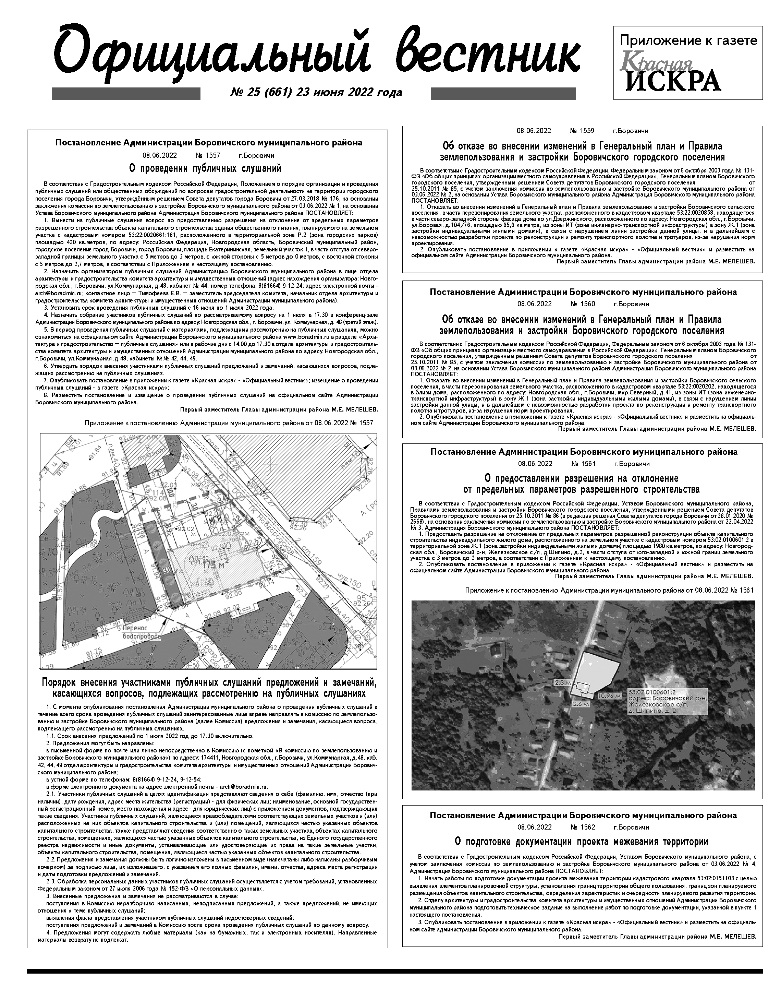 Официальный вестник
№ 25 (661) 23 июня 2022 года
Приложение к газете
Красная
ИСКРА
Постановление Администрации Боровичского муниципального района
08.06.2022 № 1557 г.Боровичи
О проведении публичных слушаний
В соответствии с Градостроительным кодексом Российской Федерации, Положением о порядке организации и проведения
публичных слушаний или общественных обсуждений по вопросам градостроительной деятельности на территории городского
поселения города Боровичи, утверждённым решением Совета депутатов города Боровичи от 27.03.2018 № 176, на основании
заключения комиссии по землепользованию и застройке Боровичского муниципального района от 03.06.2022 № 1, на основании
Устава Боровичского муниципального района Администрация Боровичского муниципального района ПОСТАНОВЛЯЕТ:
1. Вынести на публичные слушания вопрос по предоставлению разрешения на отклонение от предельных параметров
разрешенного строительства объекта капитального строительства здания общественного питания, планируемого на земельном
участке с кадастровым номером 53:22:0020661:161, расположенного в территориальной зоне Р.2 (зона городских парков)
площадью 420 кв.метров, по адресу: Российская Федерация, Новгородская область, Боровичский муниципальный район,
городское поселение город Боровичи, город Боровичи, площадь Екатерининская, земельный участок 1, в части отступа от северо-
западной границы земельного участка с 5 метров до 3 метров, с южной стороны с 5 метров до 0 метров, с восточной стороны
с 5 метров до 2,7 метров, в соответствии с Приложением к настоящему постановлению.
2. Назначить организатором публичных слушаний Администрацию Боровичского муниципального района в лице отдела
архитектуры и градостроительства комитета архитектуры и имущественных отношений (адрес нахождения организатора: Новго-
родская обл., г.Боровичи, ул.Коммунарная, д.48, кабинет № 44; номер телефона: 8(81664) 9-12-24; адрес электронной почты -
arch@boradmin.ru; контактное лицо — Тимофеева Е.В. — заместитель председателя комитета, начальник отдела архитектуры и
градостроительства комитета архитектуры и имущественных отношений Администрации муниципального района).
3. Установить срок проведения публичных слушаний с 16 июня по 1 июля 2022 года.
4. Назначить собрание участников публичных слушаний по рассматриваемому вопросу на 1 июля в 17.30 в конференц-зале
Администрации Боровичского муниципального района по адресу: Новгородская обл., г. Боровичи, ул. Коммунарная, д. 48 (третий этаж).
5. В период проведения публичных слушаний с материалами, подлежащими рассмотрению на публичных слушаниях, можно
ознакомиться на официальном сайте Администрации Боровичского муниципального района www.boradmin.ru в разделе «Архи-
тектура и градостроительство — публичные слушания» или в рабочие дни с 14.00 до 17.30 в отделе архитектуры и градостроитель-
ства комитета архитектуры и имущественных отношений Администрации муниципального района по адресу: Новгородская обл.,
г.Боровичи, ул.Коммунарная, д.48, кабинеты №№ 42, 44, 49.
6. Утвердить порядок внесения участниками публичных слушаний предложений и замечаний, касающихся вопросов, подле-
жащих рассмотрению на публичных слушаниях.
7. Опубликовать постановление в приложении к газете «Красная искра» - «Официальный вестник»; извещение о проведении
публичных слушаний - в газете «Красная искра»;
8. Разместить постановление и извещение о проведении публичных слушаний на официальном сайте Администрации
Боровичского муниципального района.
Первый заместитель Главы администрации района М.Е. МЕЛЕШЕВ.
Приложение к постановлению Администрации муниципального района от 08.06.2022 № 1557
туалет
МГН
175 м²
Перенос
водопровода
Порядок внесения участниками публичных слушаний предложений и замечаний,
касающихся вопросов, подлежащих рассмотрению на публичных слушаниях
1. С момента опубликования постановления Администрации муниципального района о проведении публичных слушаний в
течение всего срока проведения публичных слушаний заинтересованные лица вправе направлять в комиссию по землепользо-
ванию и застройке Боровичского муниципального района (далее Комиссия) предложения и замечания, касающиеся вопроса,
подлежащего рассмотрению на публичных слушаниях.
1.1. Срок внесения предложений по 1 июля 2022 год до 17.30 включительно.
2. Предложения могут быть направлены:
в письменной форме по почте или лично непосредственно в Комиссию (с пометкой «В комиссию по землепользованию и
застройке Боровичского муниципального района») по адресу: 174411, Новгородская обл., г.Боровичи, ул.Коммунарная, д.48, каб.
42, 44, 49 отдел архитектуры и градостроительства комитета архитектуры и имущественных отношений Администрации Борович-
ского муниципального района;
в устной форме по телефонам: 8(81664) 9-12-24, 9-12-54;
в форме электронного документа на адрес электронной почты - arch@boradmin.ru.
2.1. Участники публичных слушаний в целях идентификации представляют сведения о себе (фамилию, имя, отчество (при
наличии), дату рождения, адрес места жительства (регистрации) - для физических лиц; наименование, основной государствен-
ный регистрационный номер, место нахождения и адрес - для юридических лиц) с приложением документов, подтверждающих
такие сведения. Участники публичных слушаний, являющиеся правообладателями соответствующих земельных участков и (или)
расположенных на них объектов капитального строительства и (или) помещений, являющихся частью указанных объектов
капитального строительства, также представляют сведения соответственно о таких земельных участках, объектах капитального
строительства, помещениях, являющихся частью указанных объектов капитального строительства, из Единого государственного
реестра недвижимости и иные документы, устанавливающие или удостоверяющие их права на такие земельные участки,
объекты капитального строительства, помещения, являющиеся частью указанных объектов капитального строительства.
2.2. Предложения и замечания должны быть логично изложены в письменном виде (напечатаны либо написаны разборчивым
почерком) за подписью лица, их изложившего, с указанием его полных фамилии, имени, отчества, адреса места регистрации
и даты подготовки предложений и замечаний.
2.3. Обработка персональных данных участников публичных слушаний осуществляется с учетом требований, установленных
Федеральным законом от 27 июля 2006 года № 152-ФЗ «О персональных данных».
3. Внесенные предложения и замечания не рассматриваются в случае:
поступления в Комиссию неразборчиво написанных, неподписанных предложений, а также предложений, не имеющих
отношения к теме публичных слушаний;
выявления факта представления участником публичных слушаний недостоверных сведений;
поступления предложений и замечаний в Комиссию после срока проведения публичных слушаний по данному вопросу.
4. Предложения могут содержать любые материалы (как на бумажных, так и электронных носителях). Направленные
материалы возврату не подлежат.
08.06.2022 № 1559 г.Боровичи
Об отказе во внесении изменений в Генеральный план и Правила
землепользования и застройки Боровичского городского поселения
В соответствии с Градостроительным кодексом Российской Федерации, Федеральным законом от 6 октября 2003 года № 131-
ФЗ «Об общих принципах организации местного самоуправления в Российской Федерации», Генеральным планом Боровичского
городского поселения, утвержденным решением Совета депутатов Боровичского городского поселения от
25.10.2011 № 85, с учетом заключения комиссии по землепользованию и застройке Боровичского муниципального района от
03.06.2022 № 2, на основании Устава Боровичского муниципального района Администрация Боровичского муниципального района
ПОСТАНОВЛЯЕТ:
1. Отказать во внесении изменений в Генеральный план и Правила землепользования и застройки Боровичского сельского
поселения, в части перезонирования земельного участка, расположенного в кадастровом квартале 53:22:0020858, находящегося
в части северо-западной стороны фасада дома по ул.Дзержинского, расположенного по адресу: Новгородская обл., г.Боровичи,
ул.Боровая, д.104/76, площадью 65,6 кв.метра, из зоны ИТ (зона инженерно-транспортной инфраструктуры) в зону Ж.1 (зона
застройки индивидуальными жилыми домами), в связи с нарушением линии застройки данной улицы, и в дальнейшем с
невозможностью разработки проекта по реконструкции и ремонту транспортного полотна и тротуаров, из-за нарушения норм
проектирования.
2. Опубликовать постановление в приложении к газете «Красная искра» - «Официальный вестник» и разместить на
официальном сайте Администрации Боровичского муниципального района.
Первый заместитель Главы администрации района М.Е. МЕЛЕШЕВ.
Постановление Администрации Боровичского муниципального района
08.06.2022 № 1560 г.Боровичи
Об отказе во внесении изменений в Генеральный план и Правила
землепользования и застройки Боровичского городского поселения
В соответствии с Градостроительным кодексом Российской Федерации, Федеральным законом от 6 октября 2003 года № 131-
ФЗ «Об общих принципах организации местного самоуправления в Российской Федерации», Генеральным планом Боровичского
городского поселения, утвержденным решением Совета депутатов Боровичского городского поселения от
25.10.2011 № 85, с учетом заключения комиссии по землепользованию и застройке Боровичского муниципального района от
03.06.2022 № 2, на основании Устава Боровичского муниципального района Администрация Боровичского муниципального района
ПОСТАНОВЛЯЕТ:
1. Отказать во внесении изменений в Генеральный план и Правила землепользования и застройки Боровичского сельского
поселения, в части перезонирования земельного участка, расположенного в кадастровом квартале 53:22:0020202, находящегося
в близи дома, расположенного по адресу: Новгородская обл., г.Боровичи, мкр.Северный, д.41, из зоны ИТ (зона инженерно-
транспортной инфраструктуры) в зону Ж.1 (зона застройки индивидуальными жилыми домами), в связи с нарушением линии
застройки данной улицы, и в дальнейшем с невозможностью разработки проекта по реконструкции и ремонту транспортного
полотна и тротуаров, из-за нарушения норм проектирования.
2. Опубликовать постановление в приложении к газете «Красная искра» - «Официальный вестник» и разместить на официаль-
ном сайте Администрации Боровичского муниципального района.
Первый заместитель Главы администрации района М.Е. МЕЛЕШЕВ.
Постановление Администрации Боровичского муниципального района
08.06.2022 № 1561 г.Боровичи
О предоставлении разрешения на отклонение
от предельных параметров разрешенного строительства
В соответствии с Градостроительным кодексом Российской Федерации, Уставом Боровичского муниципального района,
Правилами землепользования и застройки Боровичского городского поселения, утвержденными решением Совета депутатов
Боровичского городского поселения от 25.10.2011 № 86 (в редакции решения Совета депутатов города Боровичи от 28.01.2020 №
2668), на основании заключения комиссии по землепользованию и застройке Боровичского муниципального района от 22.04.2022
№ 3, Администрация Боровичского муниципального района ПОСТАНОВЛЯЕТ:
1. Предоставить разрешение на отклонение от предельных параметров разрешенной реконструкции объекта капитального
строительства индивидуального жилого дома, расположенного на земельном участке с кадастровым номером 53:02:0100601:2 в
территориальной зоне Ж.1 (зона застройки индивидуальными жилыми домами) площадью 1980 кв.метров, по адресу: Новгород-
ская обл., Боровичский р-н, Железковское с/п, д.Шипино, д.2, в части отступа от юго-западной и южной границ земельного
участка с 3 метров до 2 метров, в соответствии с Приложением к настоящему постановлению.
2. Опубликовать постановление в приложении к газете «Красная искра» - «Официальный вестник» и разместить на
официальном сайте Администрации Боровичского муниципального района.
Первый заместитель Главы администрации района М.Е. МЕЛЕШЕВ.
Приложение к постановлению Администрации муниципального района от 08.06.2022 № 1561
2.3 м
10.96 м
2.6 м
53:02:0100601:2
адрес: Боровичский р-н,
Железковское с/п,
д. Шипино, д. 2
Постановление Администрации Боровичского муниципального района
08.06.2022 № 1562 г.Боровичи
О подготовке документации проекта межевания территории
В соответствии с Градостроительным кодексом Российской Федерации, Уставом Боровичского муниципального района, с
учетом заключения комиссии по землепользованию и застройке Боровичского муниципального района от 03.06.2022 № 4,
Администрация Боровичского муниципального района ПОСТАНОВЛЯЕТ:
1. Начать работы по подготовке документации проекта межевания территории кадастрового квартала 53:02:0151103 с целью
выявления элементов планировочной структуры, установления границ территории общего пользования, границ зон планируемого
размещения объектов капитального строительства, определения характеристик и очередности планируемого развития территории.
2. Отделу архитектуры и градостроительства комитета архитектуры и имущественных отношений Администрации Боровичского
муниципального района подготовить техническое задание на выполнение работ по подготовке документации, указанной в пункте 1
настоящего постановления.
3. Опубликовать постановление в приложении к газете «Красная искра» - «Официальный вестник» и разместить на официаль-
ном сайте администрации Боровичского муниципального района.
Первый заместитель Главы администрации района М.Е. МЕЛЕШЕВ.